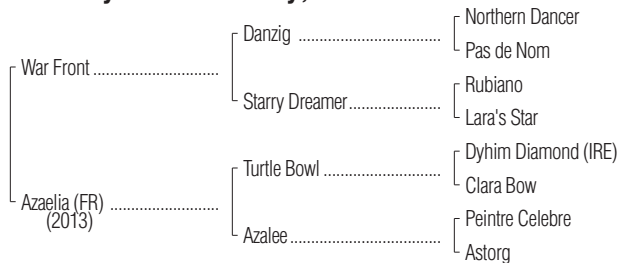 Northern Dancer
Danzig ........................................
Pas de Nom
War Front ...................................
Rubiano
Starry Dreamer..........................
Lara's Star
Dyhim Diamond (IRE)
Turtle Bowl .................................
Clara Bow
Azaelia (FR) ..............................
(2013)
Peintre Celebre
Azalee..........................................
Astorg